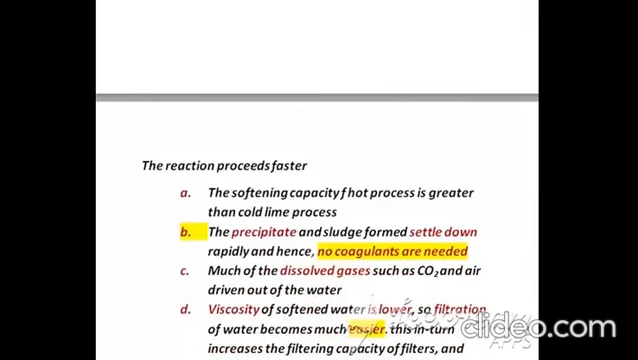 The reaction proceeds faster
a. The softening capacity f hot process is greater
than cold lime process
b. The precipitate and sludge formed settle down
rapidly and hence, no coagulants are needed
c. Much of the dissolved gases such as CO₂ and air
driven out of the water
d. Viscosity of softened water is lower, so filtration
of water becomes much easier. this in-turn
clideo.com
APPS
increases the filtering capacity of filters, and